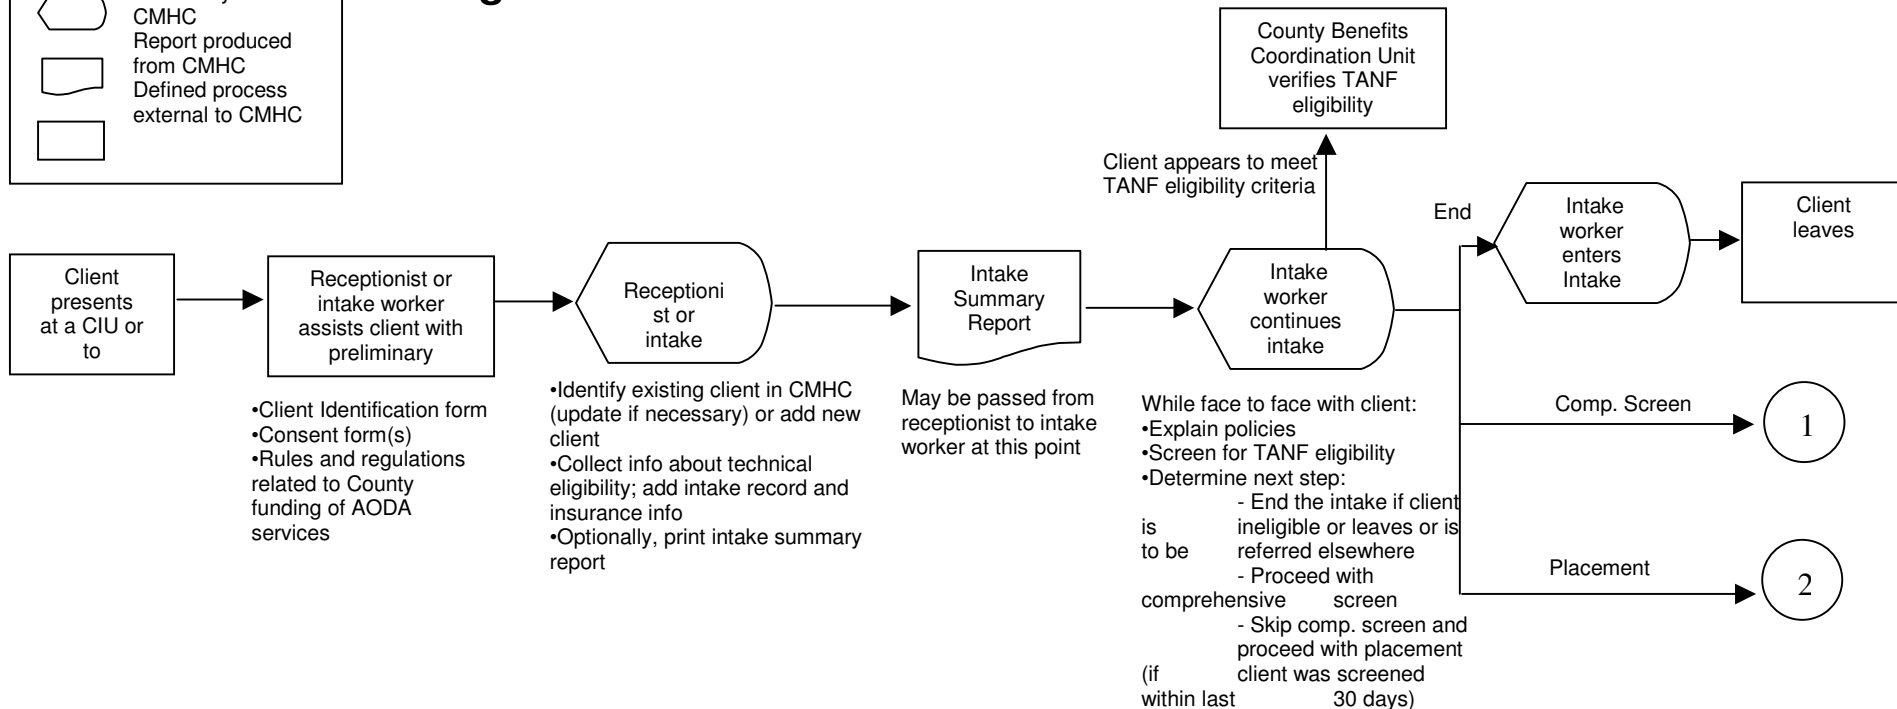 CMHC
Report produced
from CMHC
Defined process
external to CMHC
County Benefits
Coordination Unit
verifies TANF
eligibility
Client appears to meet
TANF eligibility criteria
Client
presents
at a CIU or
to
Receptionist or
intake worker
assists client with
preliminary
•Client Identification form
•Consent form(s)
•Rules and regulations
related to County
funding of AODA
services
Receptioni
st or
intake
•Identify existing client in CMHC
(update if necessary) or add new
client
•Collect info about technical
eligibility; add intake record and
insurance info
•Optionally, print intake summary
report
Intake
Summary
Report
May be passed from
receptionist to intake
worker at this point
Intake
worker
continues
intake
While face to face with client:
•Explain policies
•Screen for TANF eligibility
•Determine next step:
- End the intake if client
is ineligible or leaves or is
to be referred elsewhere
- Proceed with
comprehensive screen
- Skip comp. screen and
proceed with placement
(if client was screened
within last 30 days)
End
Intake
worker
enters
Intake
Client
leaves
Comp. Screen
1
Placement
2